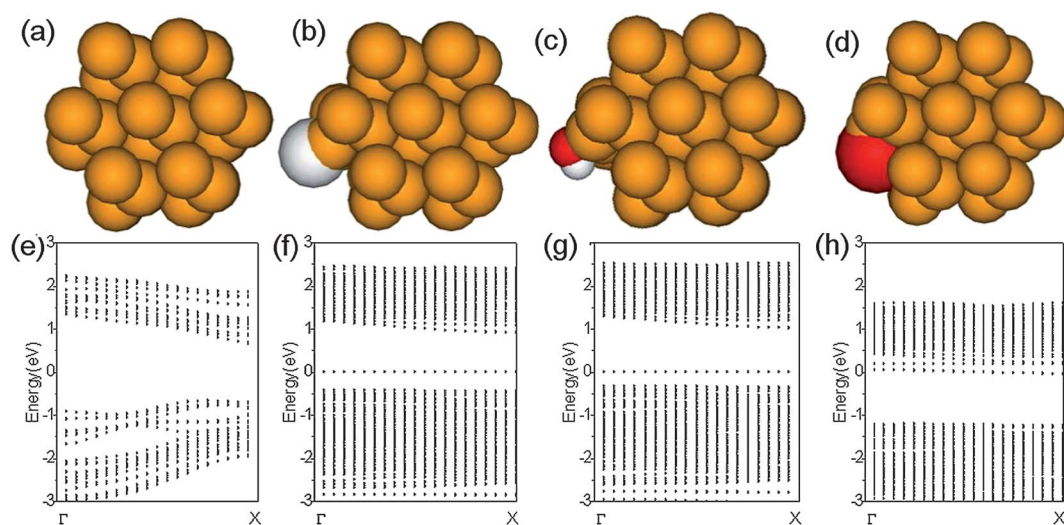 (a) (b) (c) (d)
(e) (f) (g) (h)
3 3 3
2 2 2 2
1 1 1 1
0 0 0 0
-1 -1 -1 -1
-2 -2 -2 -2
-3 -3 -3 -3
Energy(eV) Energy(eV) Energy(eV) Energy(eV)
Γ X Γ X Γ X Γ X